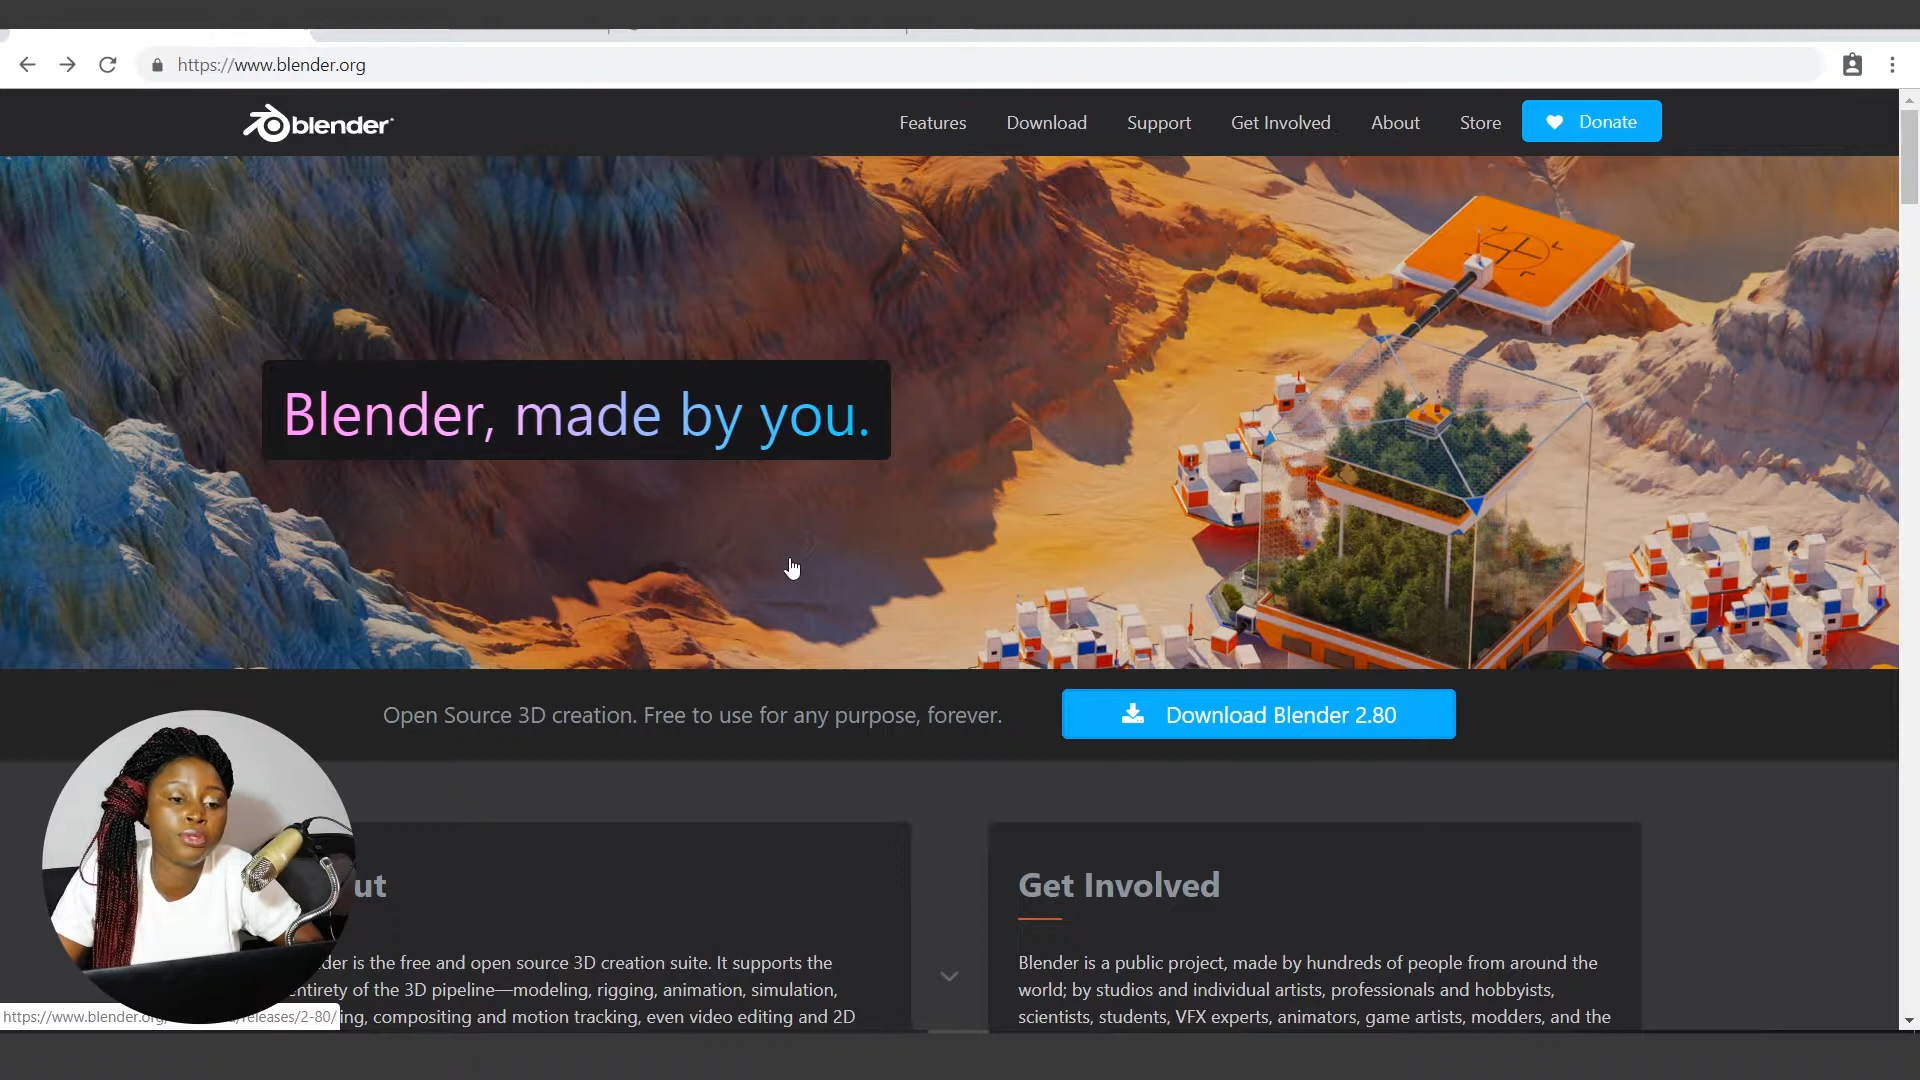 https://www.blender.org
blender
Features
Download
Support
Get Involved
About
Store
Donate
Blender, made by you.
Open Source 3D creation. Free to use for any purpose, forever.
Download Blender 2.80
ut
Get Involved
der is the free and open source 3D creation suite. It supports the
entirety of the 3D pipeline—modeling, rigging, animation, simulation,
ing, compositing and motion tracking, even video editing and 2D
Blender is a public project, made by hundreds of people from around the
world; by studios and individual artists, professionals and hobbyists,
scientists, students, VFX experts, animators, game artists, modders, and the
https://www.blender.org/ /releases/2-80/